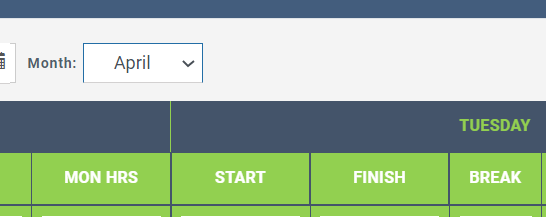 Month: April
TUESDAY
MON HRS START FINISH BREAK